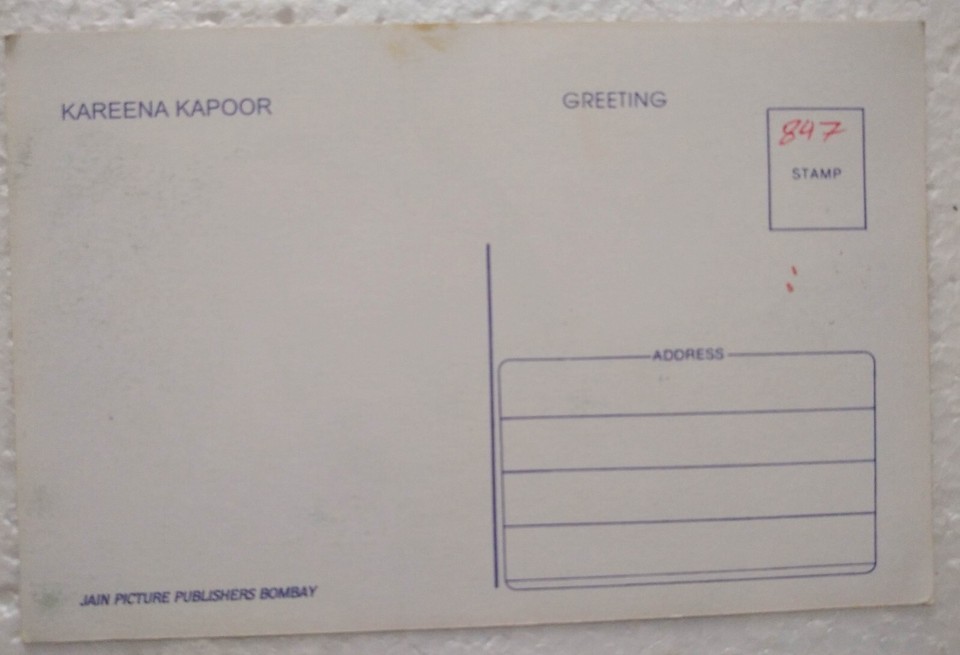 KAREENA KAPOOR
GREETING
847
STAMP
ADDRESS
JAIN PICTURE PUBLISHERS BOMBAY